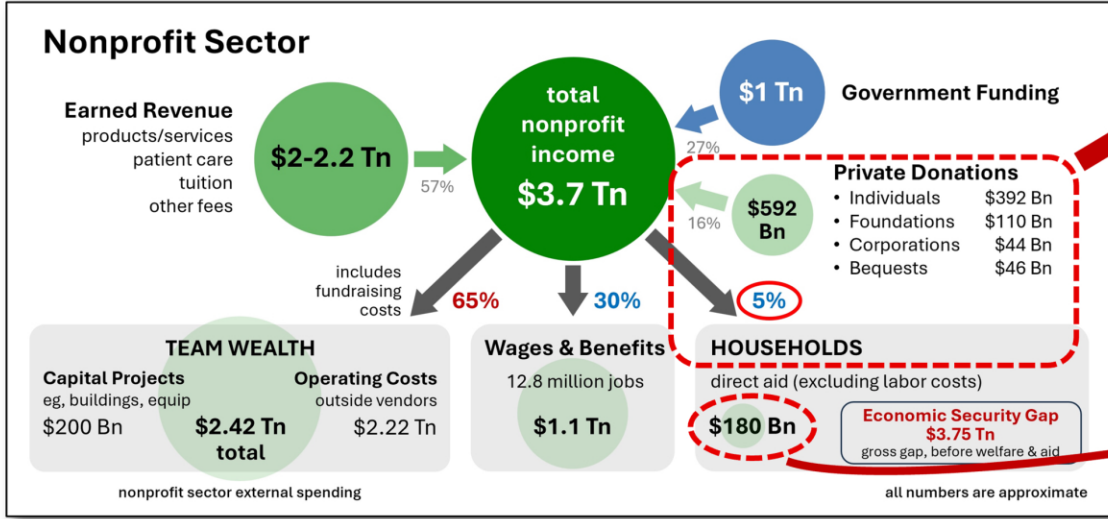 Nonprofit Sector
Earned Revenue
products/services
patient care
tuition
other fees
$2-2.2 Tn
57%
total
nonprofit
income
$3.7 Tn
$1 Tn
Government Funding
27%
$592
Bn
16%
Private Donations
• Individuals $392 Bn
• Foundations $110 Bn
• Corporations $44 Bn
• Bequests $46 Bn
includes
fundraising
costs
65%
30%
5%
TEAM WEALTH
Capital Projects
eg, buildings, equip
$200 Bn
$2.42 Tn
total
Operating Costs
outside vendors
$2.22 Tn
Wages & Benefits
12.8 million jobs
$1.1 Tn
HOUSEHOLDS
direct aid (excluding labor costs)
$180 Bn
Economic Security Gap
$3.75 Tn
gross gap, before welfare & aid
nonprofit sector external spending
all numbers are approximate